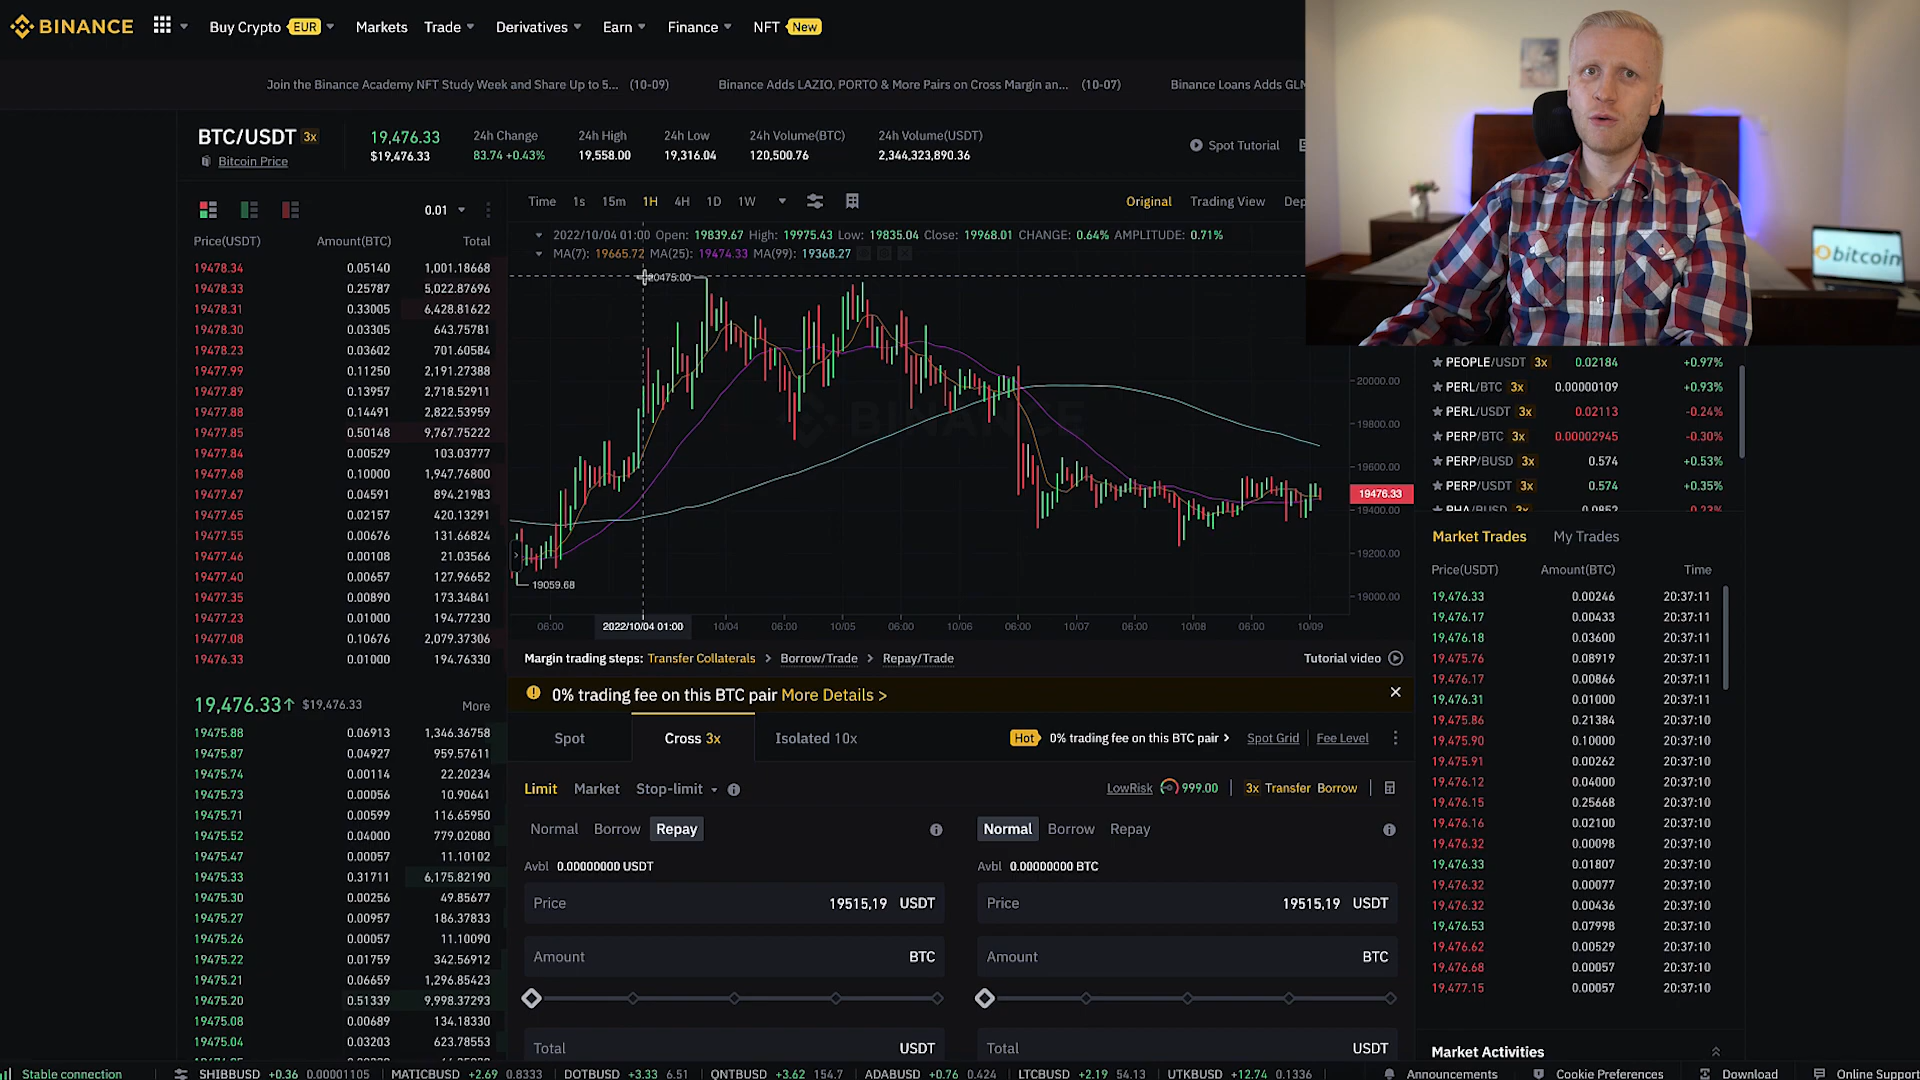 BINANCE
Buy Crypto EUR Markets Trade Derivatives Earn Finance NFT New
Join the Binance Academy NFT Study Week and Share Up to 5... (10-09) Binance Adds LAZIO, PORTO & More Pairs on Cross Margin an... (10-07) Binance Loans Adds GLM
BTC/USDT 3x
Bitcoin Price
19,476.33
$19,476.33
24h Change
83.74 +0.43%
24h High
19,558.00
24h Low
19,316.04
24h Volume(BTC)
120,500.76
24h Volume(USDT)
2,344,323,890.36
Spot Tutorial
0.01
Price(USDT) Amount(BTC) Total
19478.34 0.05140 1,001.18668
19478.33 0.25787 5,022.87696
19478.31 0.33005 6,428.81622
19478.30 0.03305 643.75781
19478.23 0.03602 701.60584
19477.99 0.11250 2,191.27388
19477.89 0.13957 2,718.52911
19477.88 0.14491 2,822.53959
19477.85 0.50148 9,767.75222
19477.84 0.00529 103.03777
19477.68 0.10000 1,947.76800
19477.67 0.04591 894.21983
19477.65 0.02157 420.13291
19477.55 0.00676 131.66824
19477.46 0.00108 21.03566
19477.40 0.00657 127.96652
19477.35 0.00890 173.34841
19477.23 0.01000 194.77230
19477.08 0.10676 2,079.37306
19476.33 0.01000 194.76330
19,476.33↑ $19,476.33 More
19475.88 0.06913 1,346.36758
19475.87 0.04927 959.57611
19475.74 0.00114 22.20234
19475.73 0.00056 10.90641
19475.71 0.00599 116.65950
19475.52 0.04000 779.02080
19475.47 0.00057 11.10102
19475.33 0.31711 6,175.82190
19475.30 0.00256 49.85677
19475.27 0.00957 186.37833
19475.26 0.00057 11.10090
19475.22 0.01759 342.56912
19475.21 0.06659 1,296.85423
19475.20 0.51339 9,998.37293
19475.08 0.00689 134.18330
19475.04 0.03203 623.78553
Time 1s 15m 1H 4H 1D 1W
Original Trading View Dep
2022/10/04 01:00 Open: 19839.67 High: 19975.43 Low: 19835.04 Close: 19968.01 CHANGE: 0.64% AMPLITUDE: 0.71%
MA(7): 19665.72 MA(25): 19474.33 MA(99): 19368.27
20475.00
BINANCE
19059.68
20000.00
19800.00
19600.00
19476.33
19400.00
19200.00
19000.00
06:00 2022/10/04 01:00 10/04 06:00 10/05 06:00 10/06 06:00 10/07 06:00 10/08 06:00 10/09
Margin trading steps: Transfer Collaterals > Borrow/Trade > Repay/Trade
Tutorial video
0% trading fee on this BTC pair More Details >
Spot Cross 3x Isolated 10x
Hot 0% trading fee on this BTC pair > Spot Grid Fee Level
Limit Market Stop-limit
LowRisk 999.00 3x Transfer Borrow
Normal Borrow Repay
Avbl 0.00000000 USDT
Price 19515,19 USDT
Amount BTC
Total USDT
Normal Borrow Repay
Avbl 0.00000000 BTC
Price 19515,19 USDT
Amount BTC
Total USDT
bitcoin
PEOPLE/USDT 3x 0.02184 +0.97%
PERL/BTC 3x 0.00000109 +0.93%
PERL/USDT 3x 0.02113 -0.24%
PERP/BTC 3x 0.00002945 -0.30%
PERP/BUSD 3x 0.574 +0.53%
PERP/USDT 3x 0.574 +0.35%
PHA/BUSD 3x 0.0852 -0.23%
Market Trades My Trades
Price(USDT) Amount(BTC) Time
19,476.33 0.00246 20:37:11
19,476.17 0.00433 20:37:11
19,476.18 0.03600 20:37:11
19,475.76 0.08919 20:37:11
19,476.17 0.00866 20:37:11
19,476.31 0.01000 20:37:11
19,475.86 0.21384 20:37:10
19,475.90 0.10000 20:37:10
19,475.91 0.00262 20:37:10
19,476.12 0.04000 20:37:10
19,476.15 0.25668 20:37:10
19,476.16 0.02100 20:37:10
19,476.32 0.00098 20:37:10
19,476.33 0.01807 20:37:10
19,476.32 0.00077 20:37:10
19,476.32 0.00436 20:37:10
19,476.53 0.07998 20:37:10
19,476.62 0.00529 20:37:10
19,476.68 0.00057 20:37:10
19,477.15 0.00057 20:37:10
Market Activities
Stable connection SHIBBUSD +0.36 0.00001105 MATICBUSD +2.69 0.8333 DOTBUSD +3.33 6.51 QNTBUSD +3.62 154.7 ADABUSD +0.76 0.424 LTCBUSD +2.19 54.13 UTKBUSD +12.74 0.1336 Announcements Cookie Preferences Download Online Support